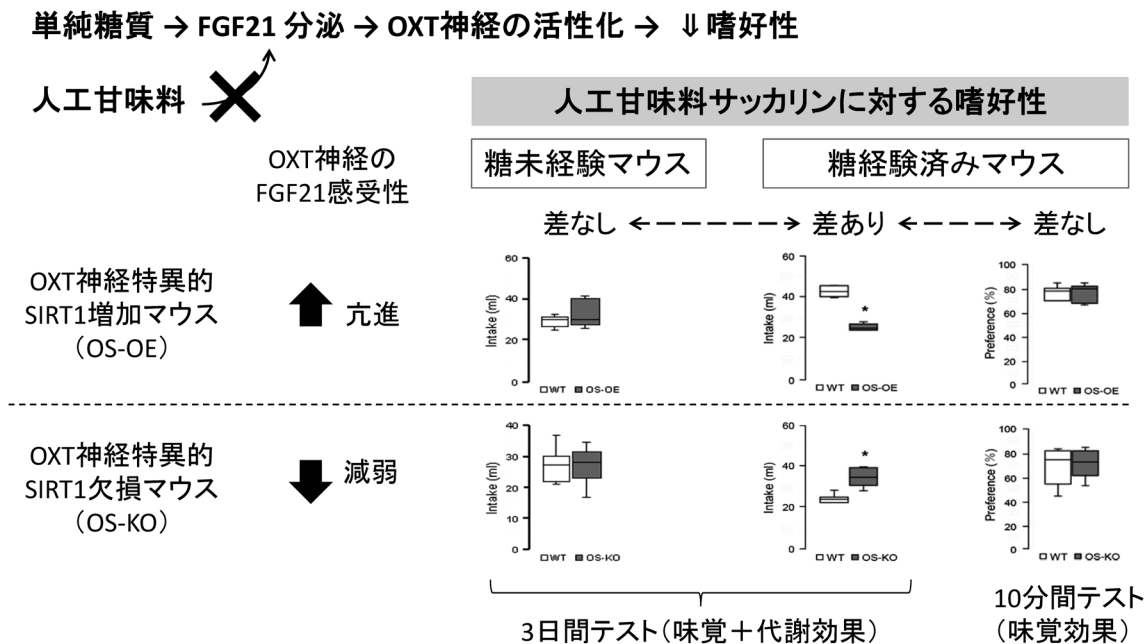 単純糖質 → FGF21 分泌 → OXT神経の活性化 → ⇓嗜好性
人工甘味料
人工甘味料サッカリンに対する嗜好性
OXT神経の
FGF21感受性
糖未経験マウス
糖経験済みマウス
差なし
差あり
差なし
OXT神経特異的
SIRT1増加マウス
（OS-OE）
亢進
Intake (ml)
60
40
20
0
WT OS-OE
Intake (ml)
60
40
20
0
*
WT OS-OE
Preference (%)
100
80
60
40
20
0
WT OS-OE
OXT神経特異的
SIRT1欠損マウス
（OS-KO）
減弱
Intake (ml)
40
30
20
10
0
WT OS-KO
Intake (ml)
60
40
20
0
*
WT OS-KO
Preference (%)
100
80
60
40
20
0
WT OS-KO
3日間テスト（味覚＋代謝効果）
10分間テスト
（味覚効果）